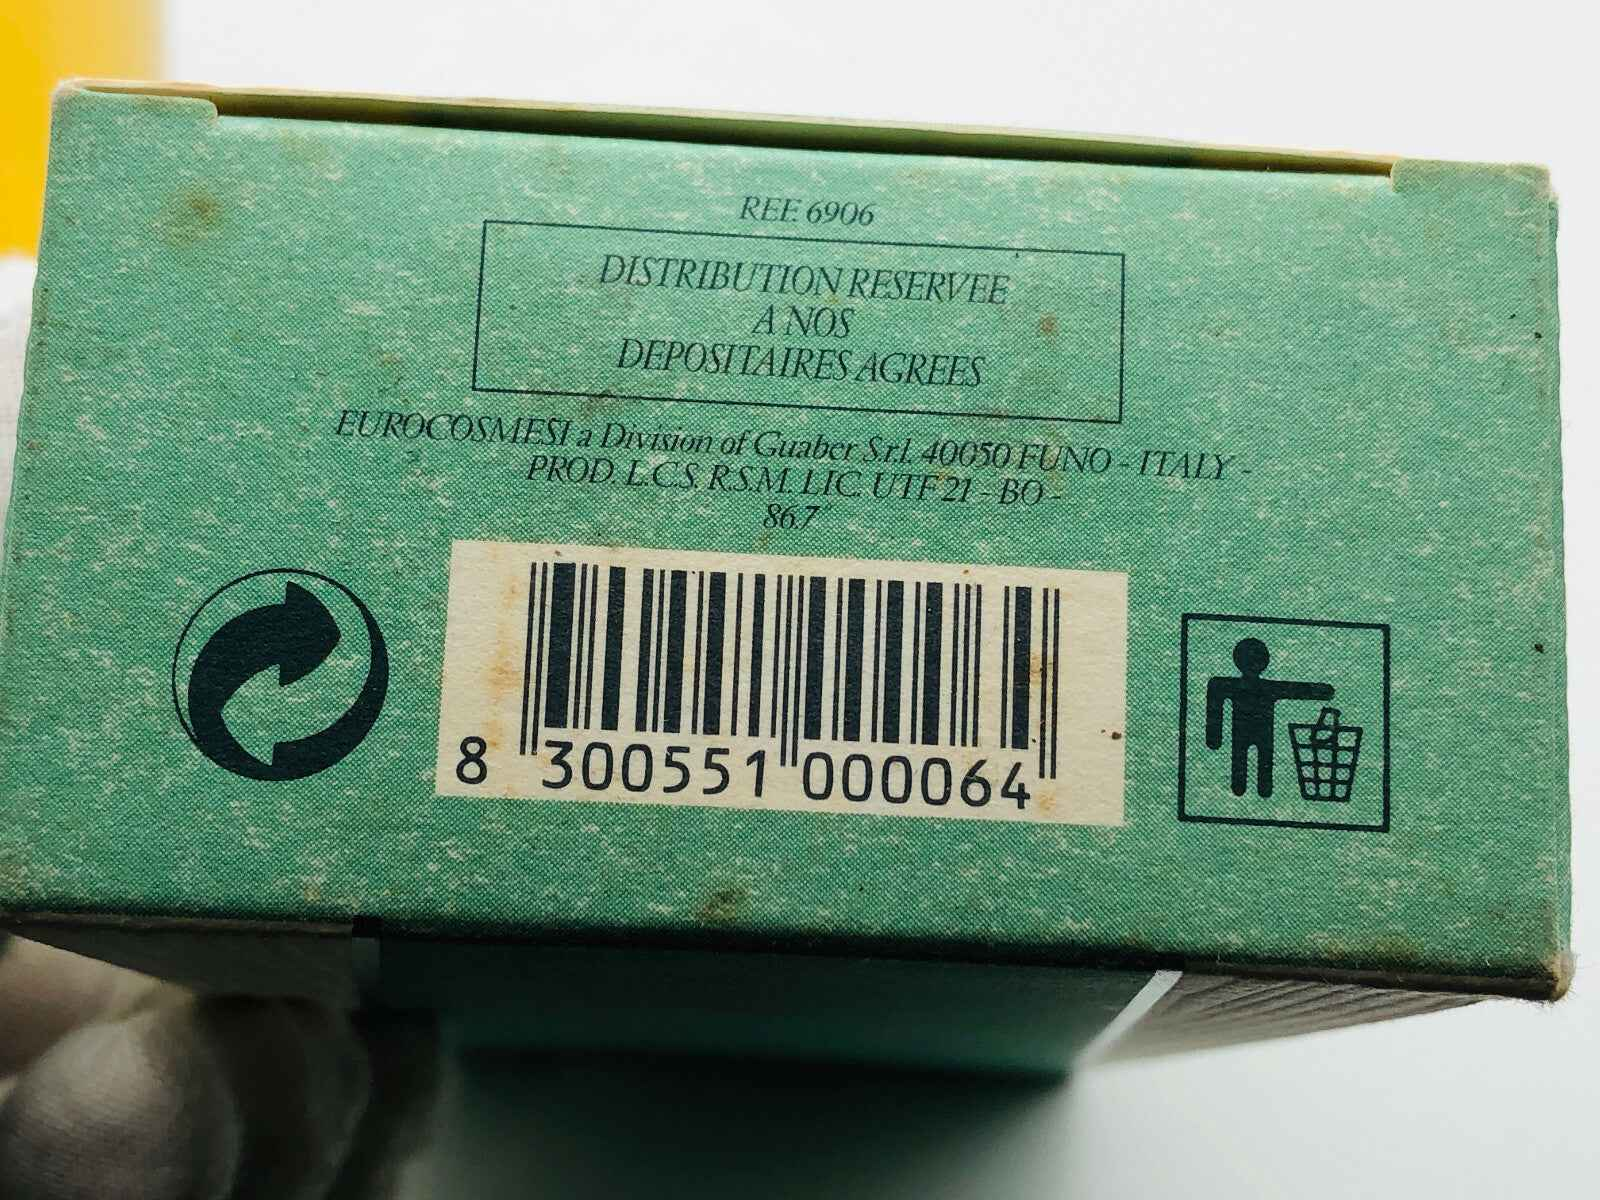 REF. 6906
DISTRIBUTION RESERVEE
A NOS
DEPOSITAIRES AGREES
EUROCOSMESI a Division of Guaber S.r.l. 40050 FUNO - ITALY -
PROD. L.C.S. R.S.M. LIC. UTF 21 - BO -
86.7
8 300551 000064